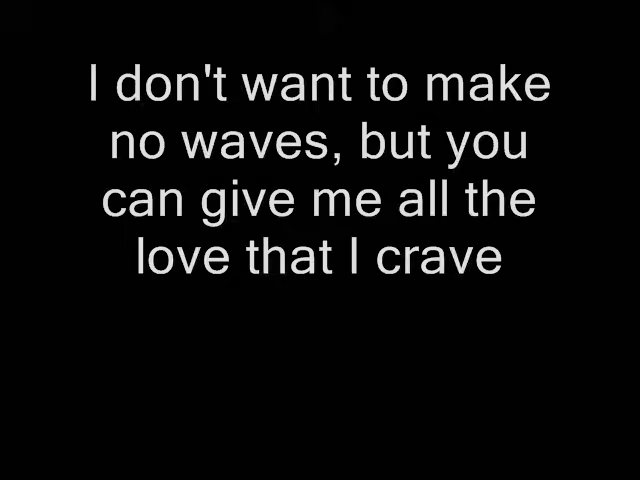 I don't want to make
no waves, but you
can give me all the
love that I crave